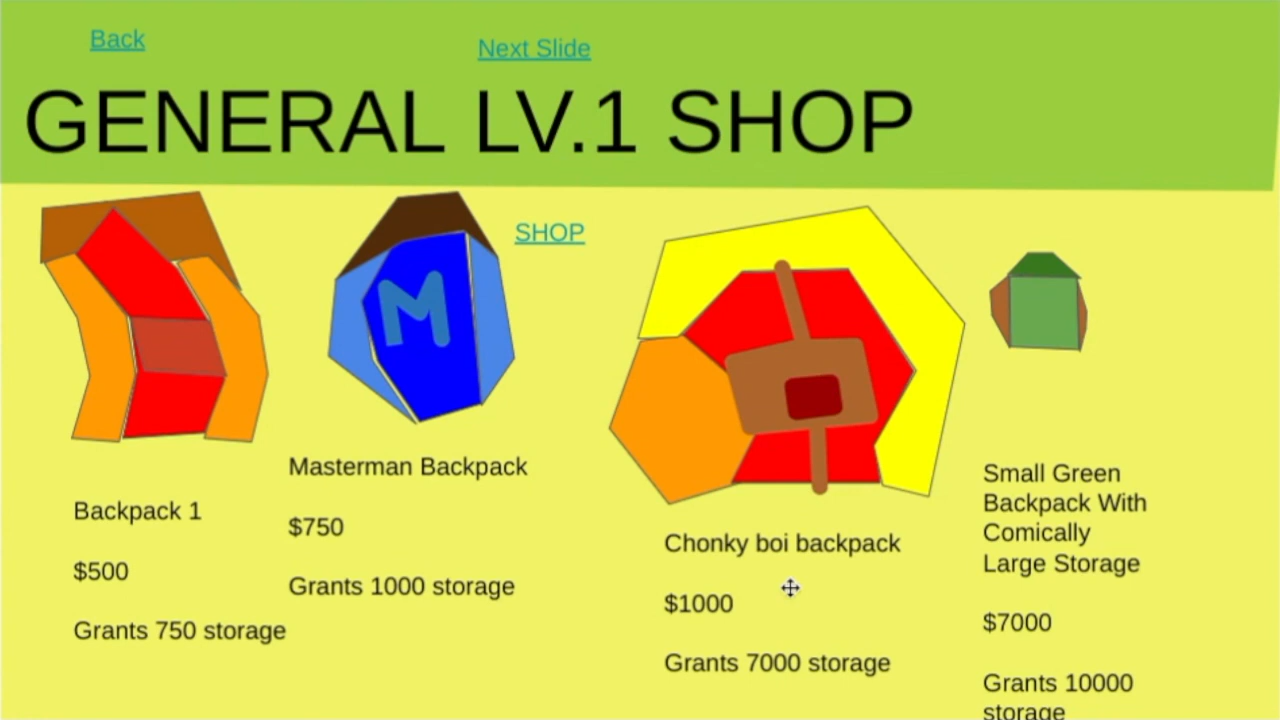 Back
Next Slide
GENERAL LV.1 SHOP
SHOP
M
Backpack 1
$500
Grants 750 storage
Masterman Backpack
$750
Grants 1000 storage
Chonky boi backpack
$1000
Grants 7000 storage
Small Green
Backpack With
Comically
Large Storage
$7000
Grants 10000
storage